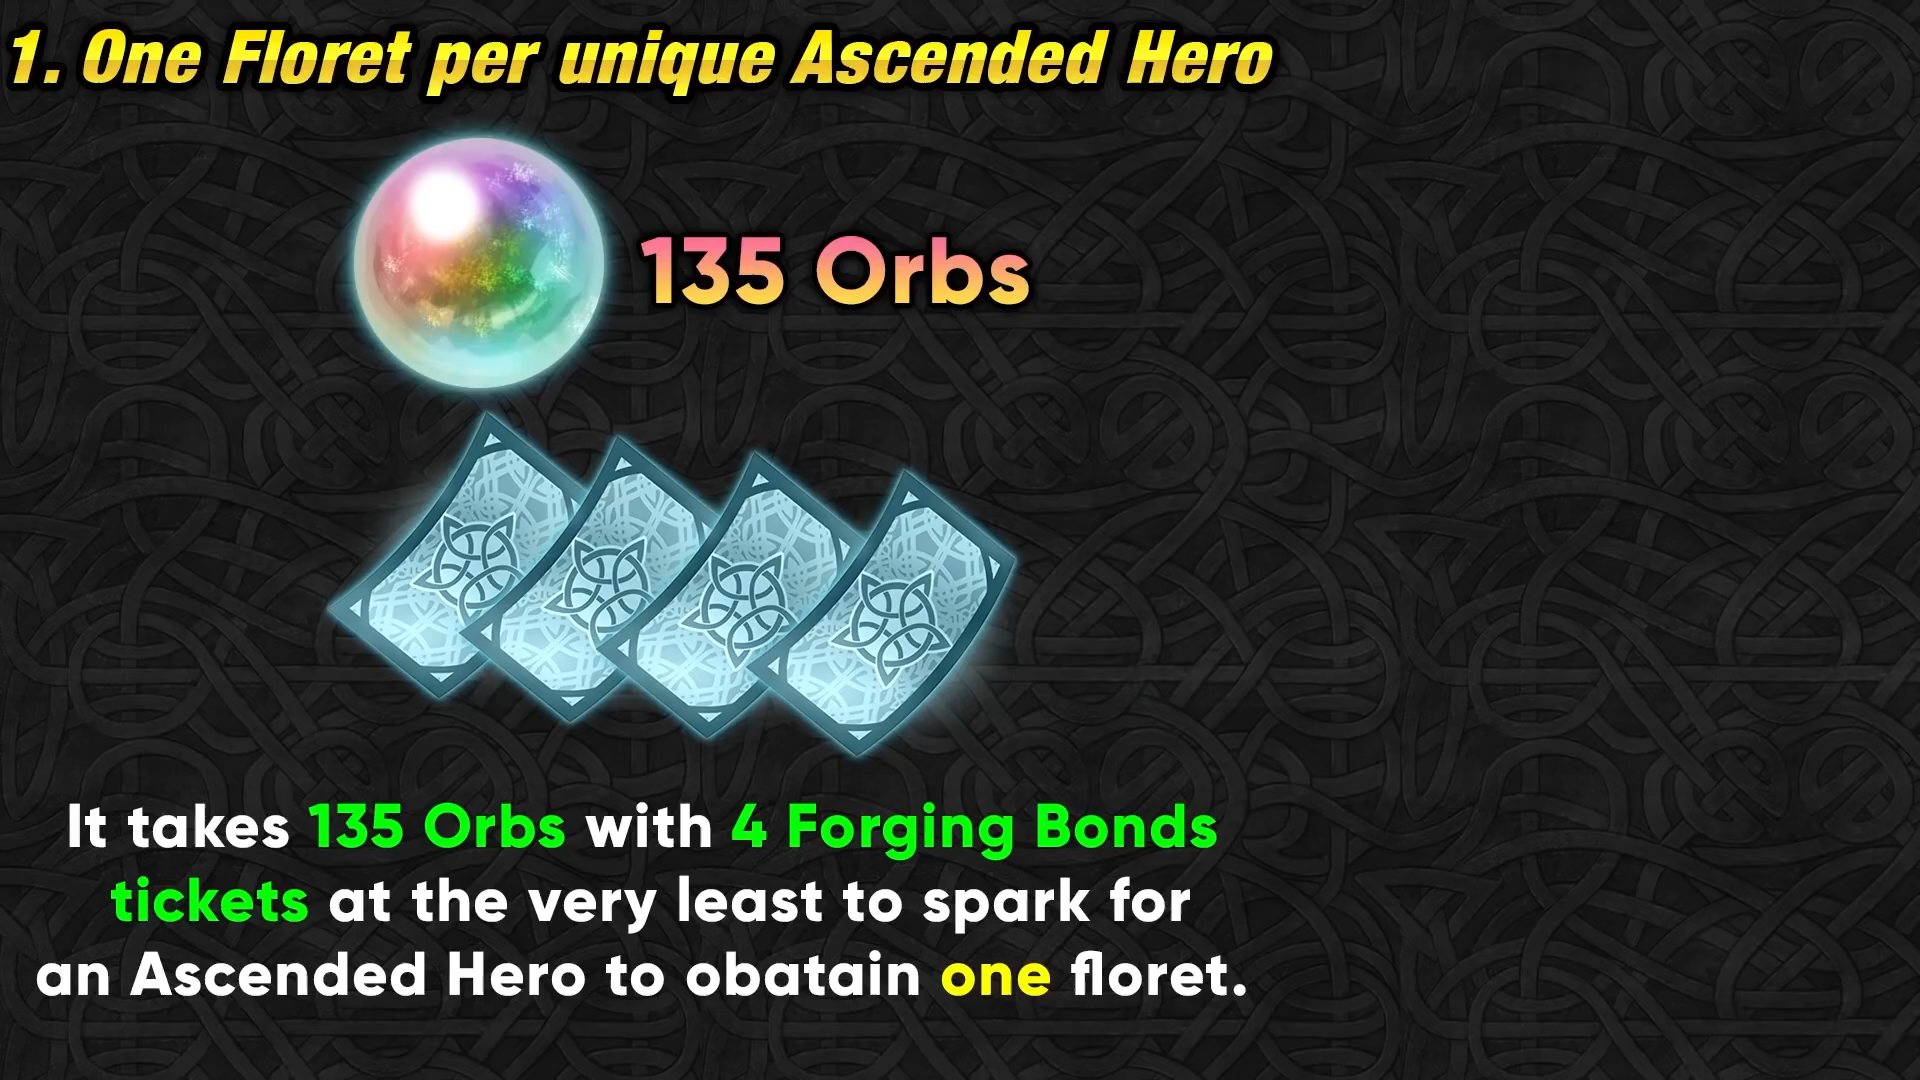 1. One Floret per unique Ascended Hero
135 Orbs
It takes 135 Orbs with 4 Forging Bonds
tickets at the very least to spark for
an Ascended Hero to obatain one floret.